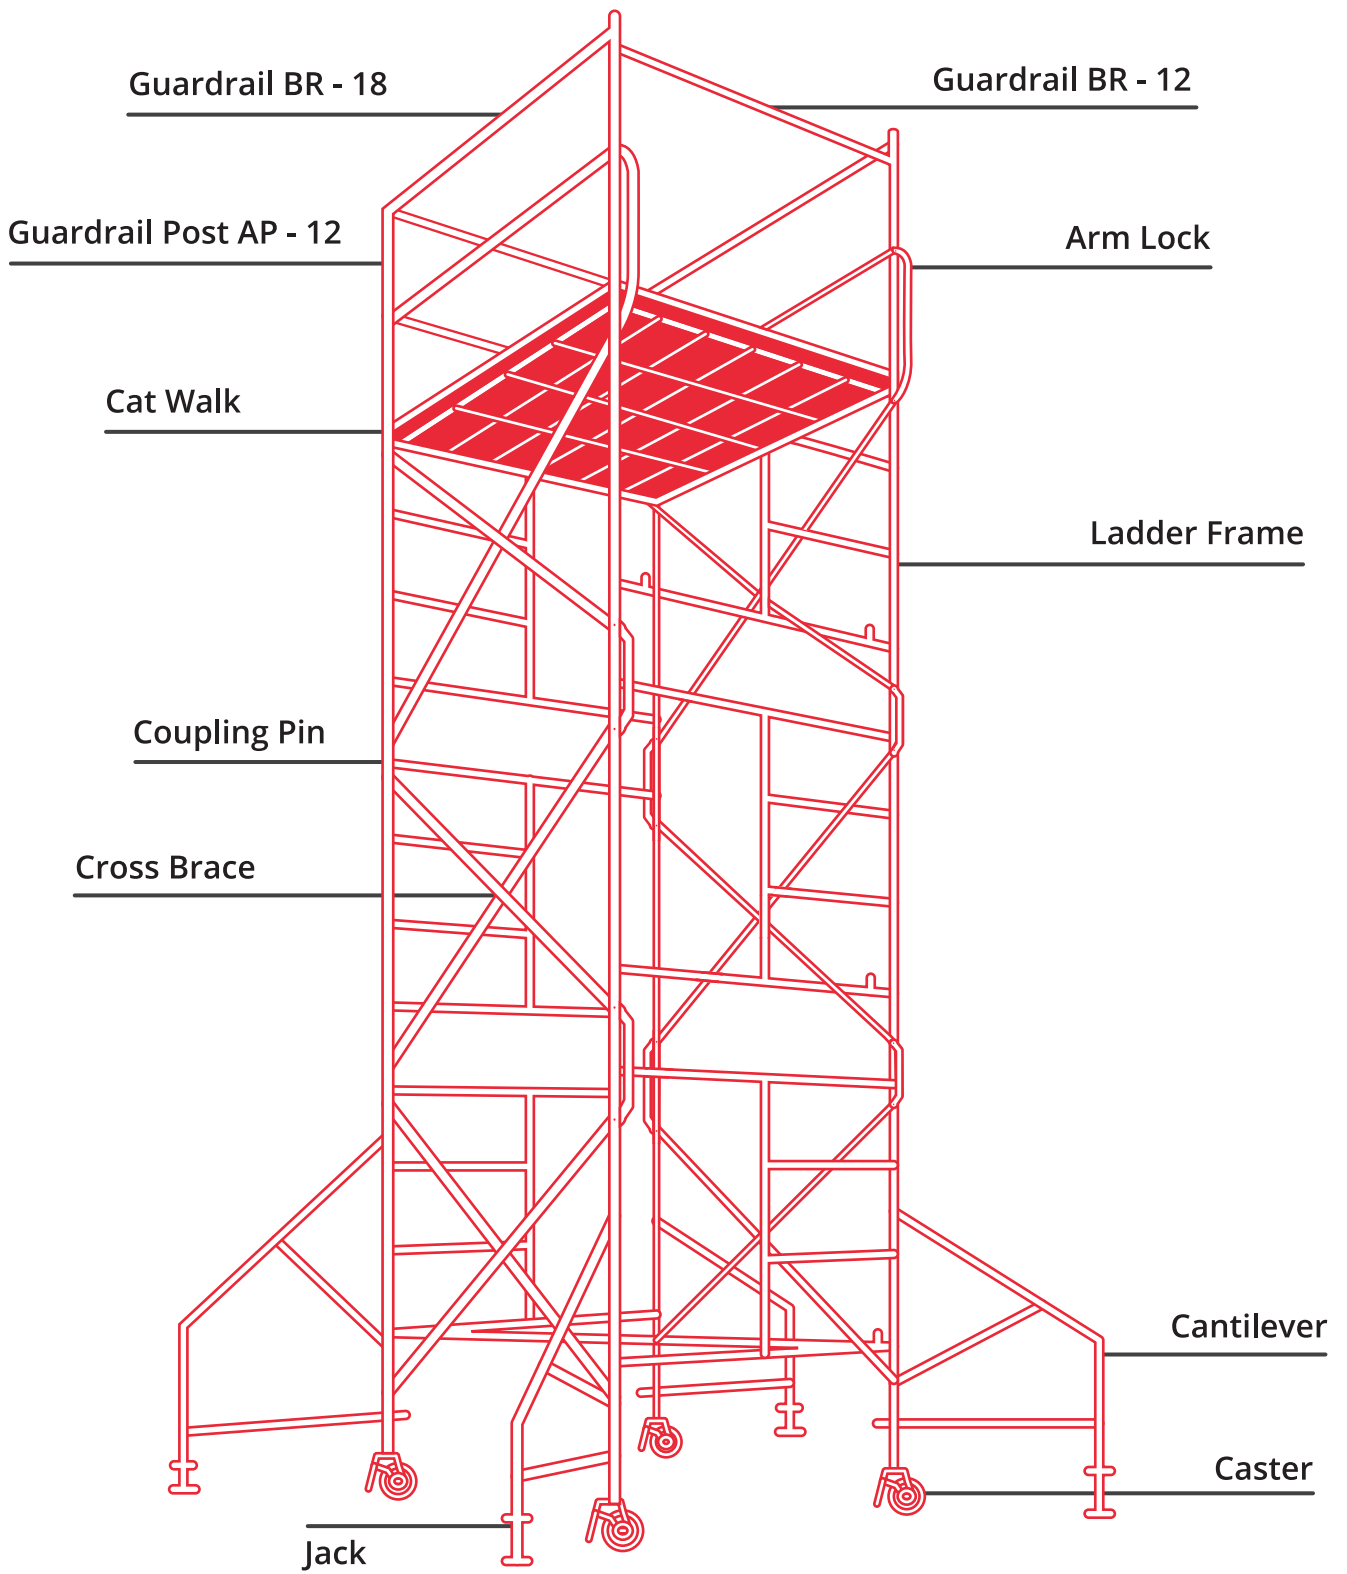 Guardrail BR - 18
Guardrail BR - 12
Guardrail Post AP - 12
Arm Lock
Cat Walk
Ladder Frame
Coupling Pin
Cross Brace
Cantilever
Caster
Jack